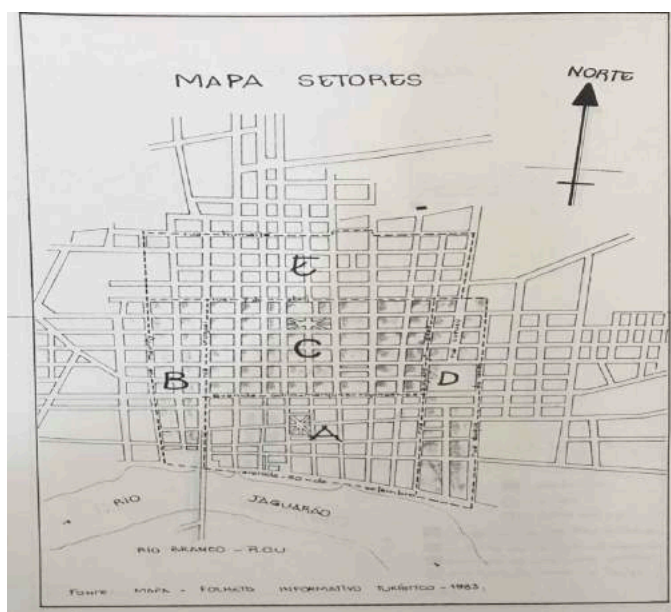 MAPA SETORES
NORTE
E
C
B
D
A
RIO
JAGUARÃO
RIO BRANCO - R.O.U
FONTE MAPA - FOLHETO INFORMATIVO TURÍSTICO - 1983.